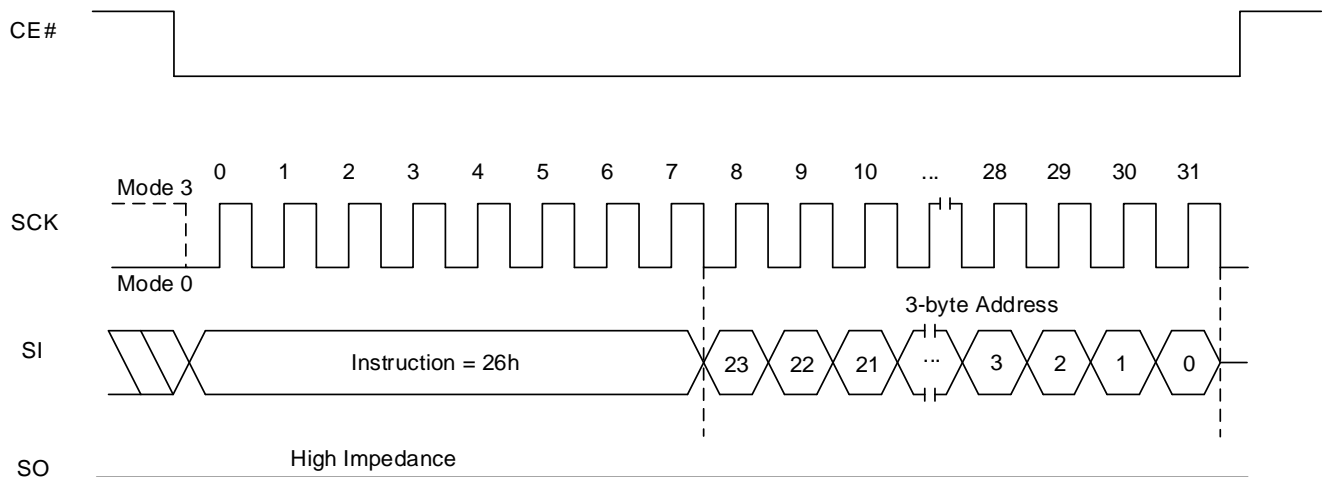 CE#
0 1 2 3 4 5 6 7 8 9 10 ... 28 29 30 31
Mode 3
SCK
Mode 0
3-byte Address
SI
Instruction = 26h
23 22 21 ... 3 2 1 0
High Impedance
SO